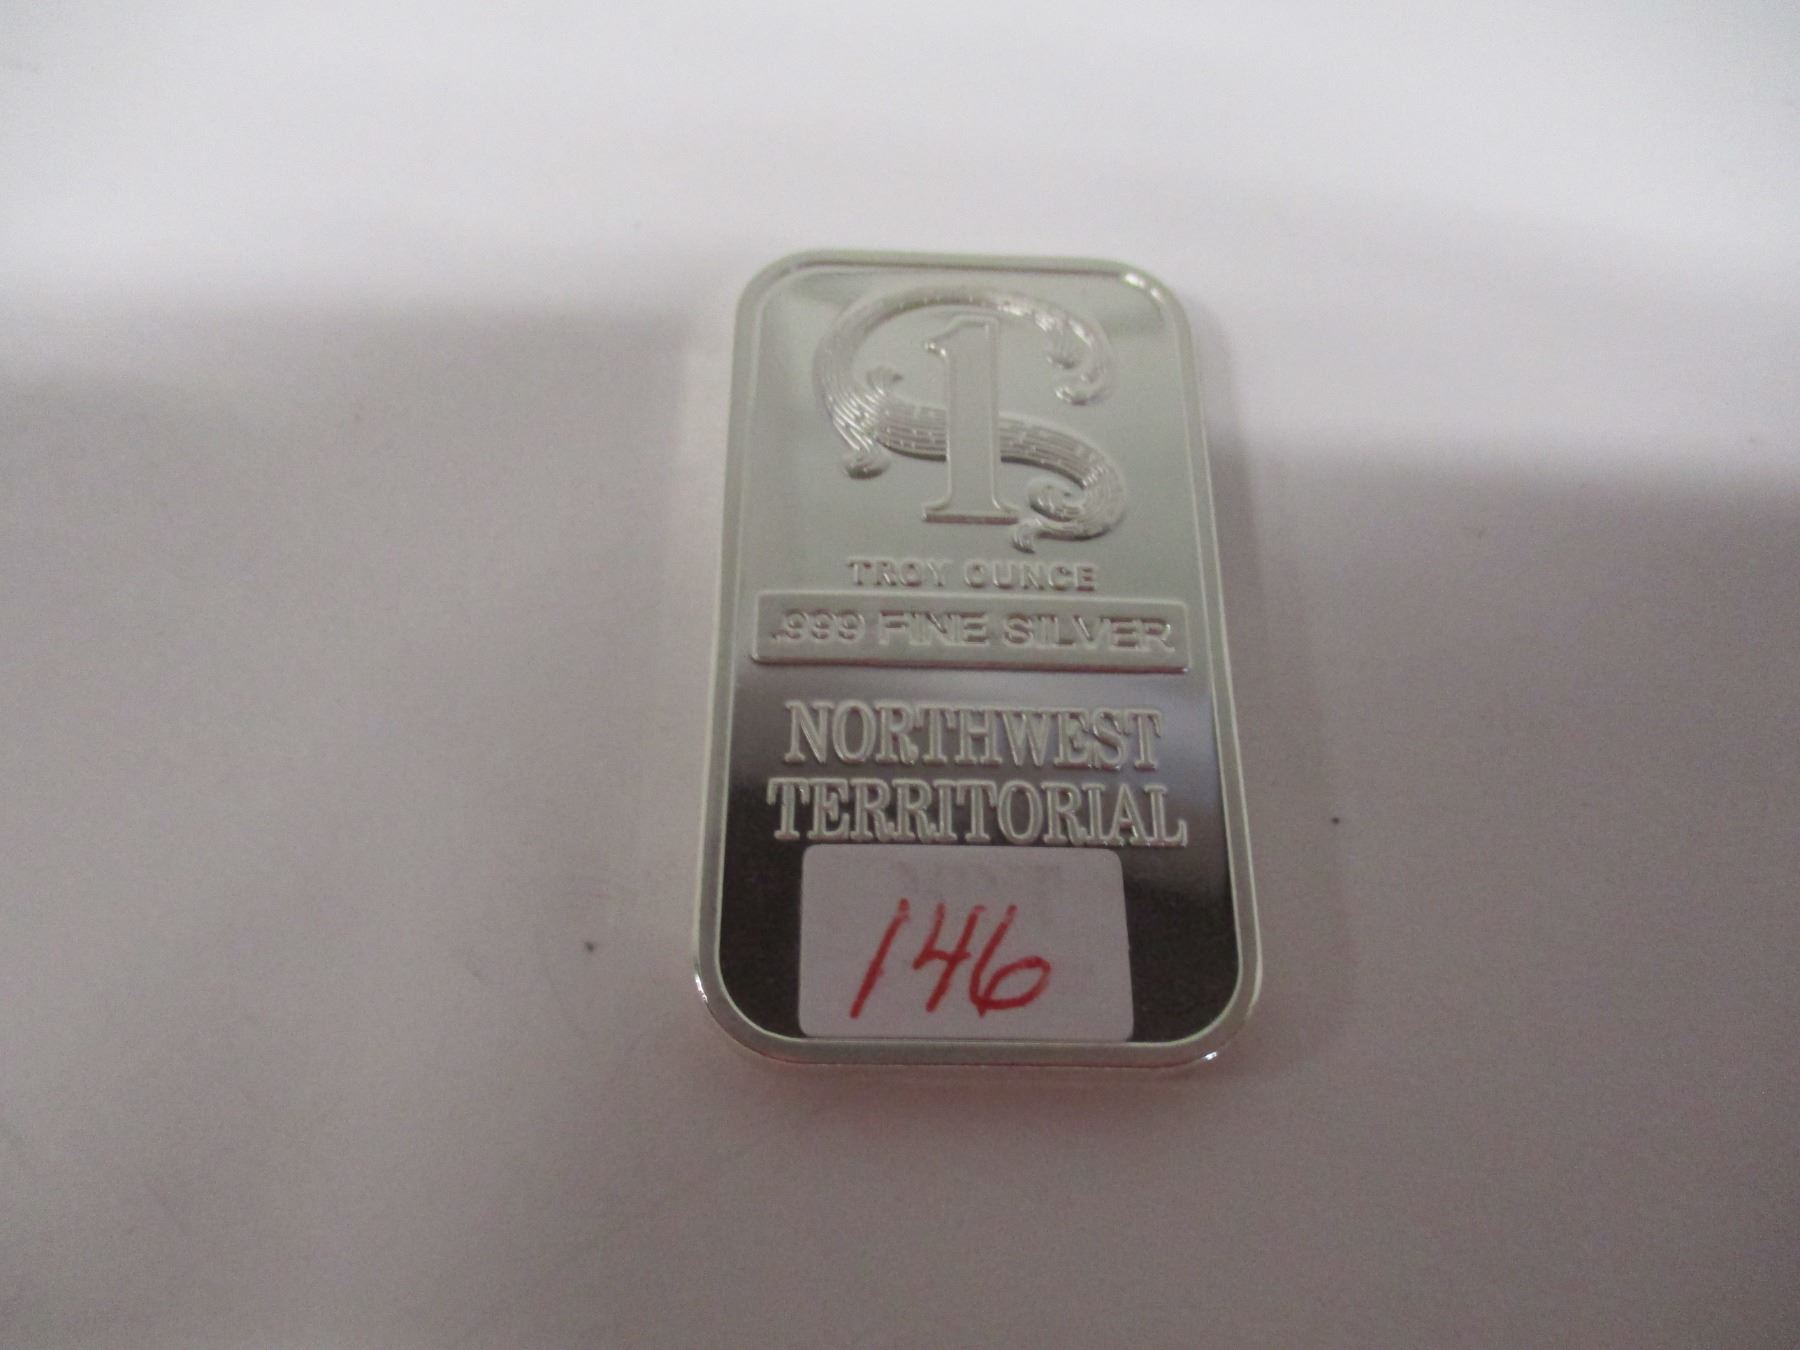 1
TROY OUNCE
.999 FINE SILVER
NORTHWEST
TERRITORIAL
146